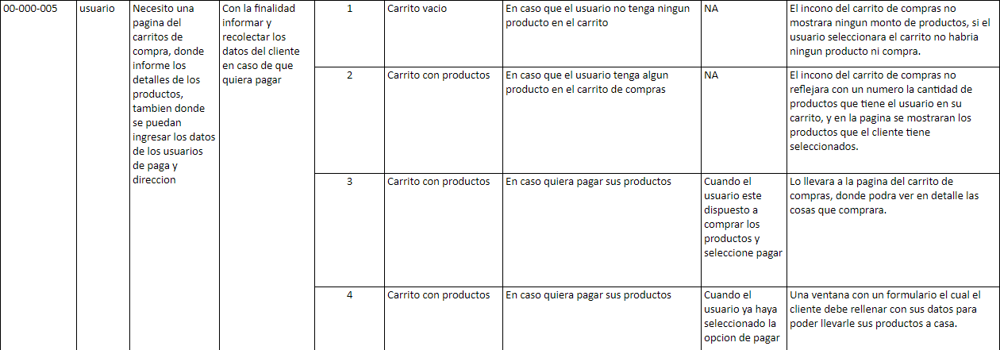 00-000-005
usuario
Necesito una
pagina del
carritos de
compra, donde
informe los
detalles de los
productos,
tambien donde
se puedan
ingresar los datos
de los usuarios
de paga y
direccion
Con la finalidad
informar y
recolectar los
datos del cliente
en caso de que
quiera pagar
1
Carrito vacio
En caso que el usuario no tenga ningun
producto en el carrito
NA
El incono del carrito de compras no
mostrara ningun monto de productos, si el
usuario seleccionara el carrito no habria
ningun producto ni compra.
2
Carrito con productos
En caso que el usuario tenga algun
producto en el carrito de compras
NA
El incono del carrito de compras no
reflejara con un numero la cantidad de
productos que tiene el usuario en su
carrito, y en la pagina se mostraran los
productos que el cliente tiene
seleccionados.
3
Carrito con productos
En caso quiera pagar sus productos
Cuando el
usuario este
dispuesto a
comprar los
productos y
seleccione pagar
Lo llevara a la pagina del carrito de
compras, donde podra ver en detalle las
cosas que comprara.
4
Carrito con productos
En caso quiera pagar sus productos
Cuando el
usuario ya haya
seleccionado la
opcion de pagar
Una ventana con un formulario el cual el
cliente debe rellenar con sus datos para
poder llevarle sus productos a casa.